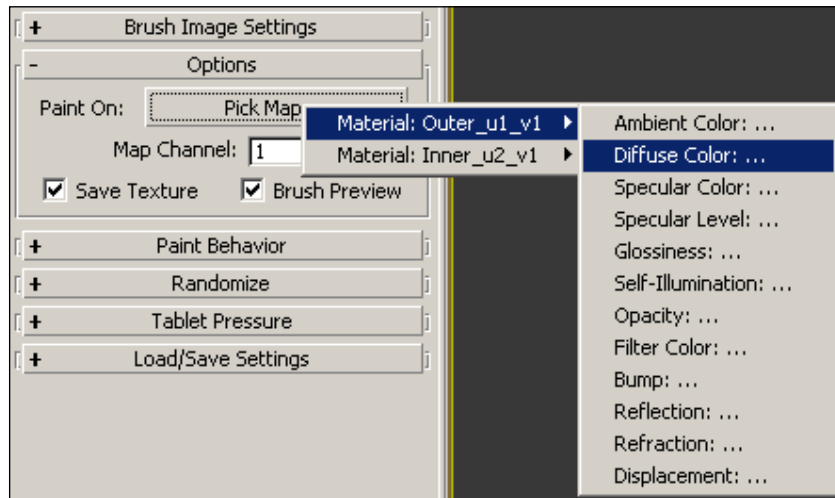 + Brush Image Settings
- Options
Paint On: Pick Map
Map Channel: 1
Save Texture Brush Preview
+ Paint Behavior
+ Randomize
+ Tablet Pressure
+ Load/Save Settings
Material: Outer_u1_v1
Material: Inner_u2_v1
Ambient Color: ...
Diffuse Color: ...
Specular Color: ...
Specular Level: ...
Glossiness: ...
Self-Illumination: ...
Opacity: ...
Filter Color: ...
Bump: ...
Reflection: ...
Refraction: ...
Displacement: ...